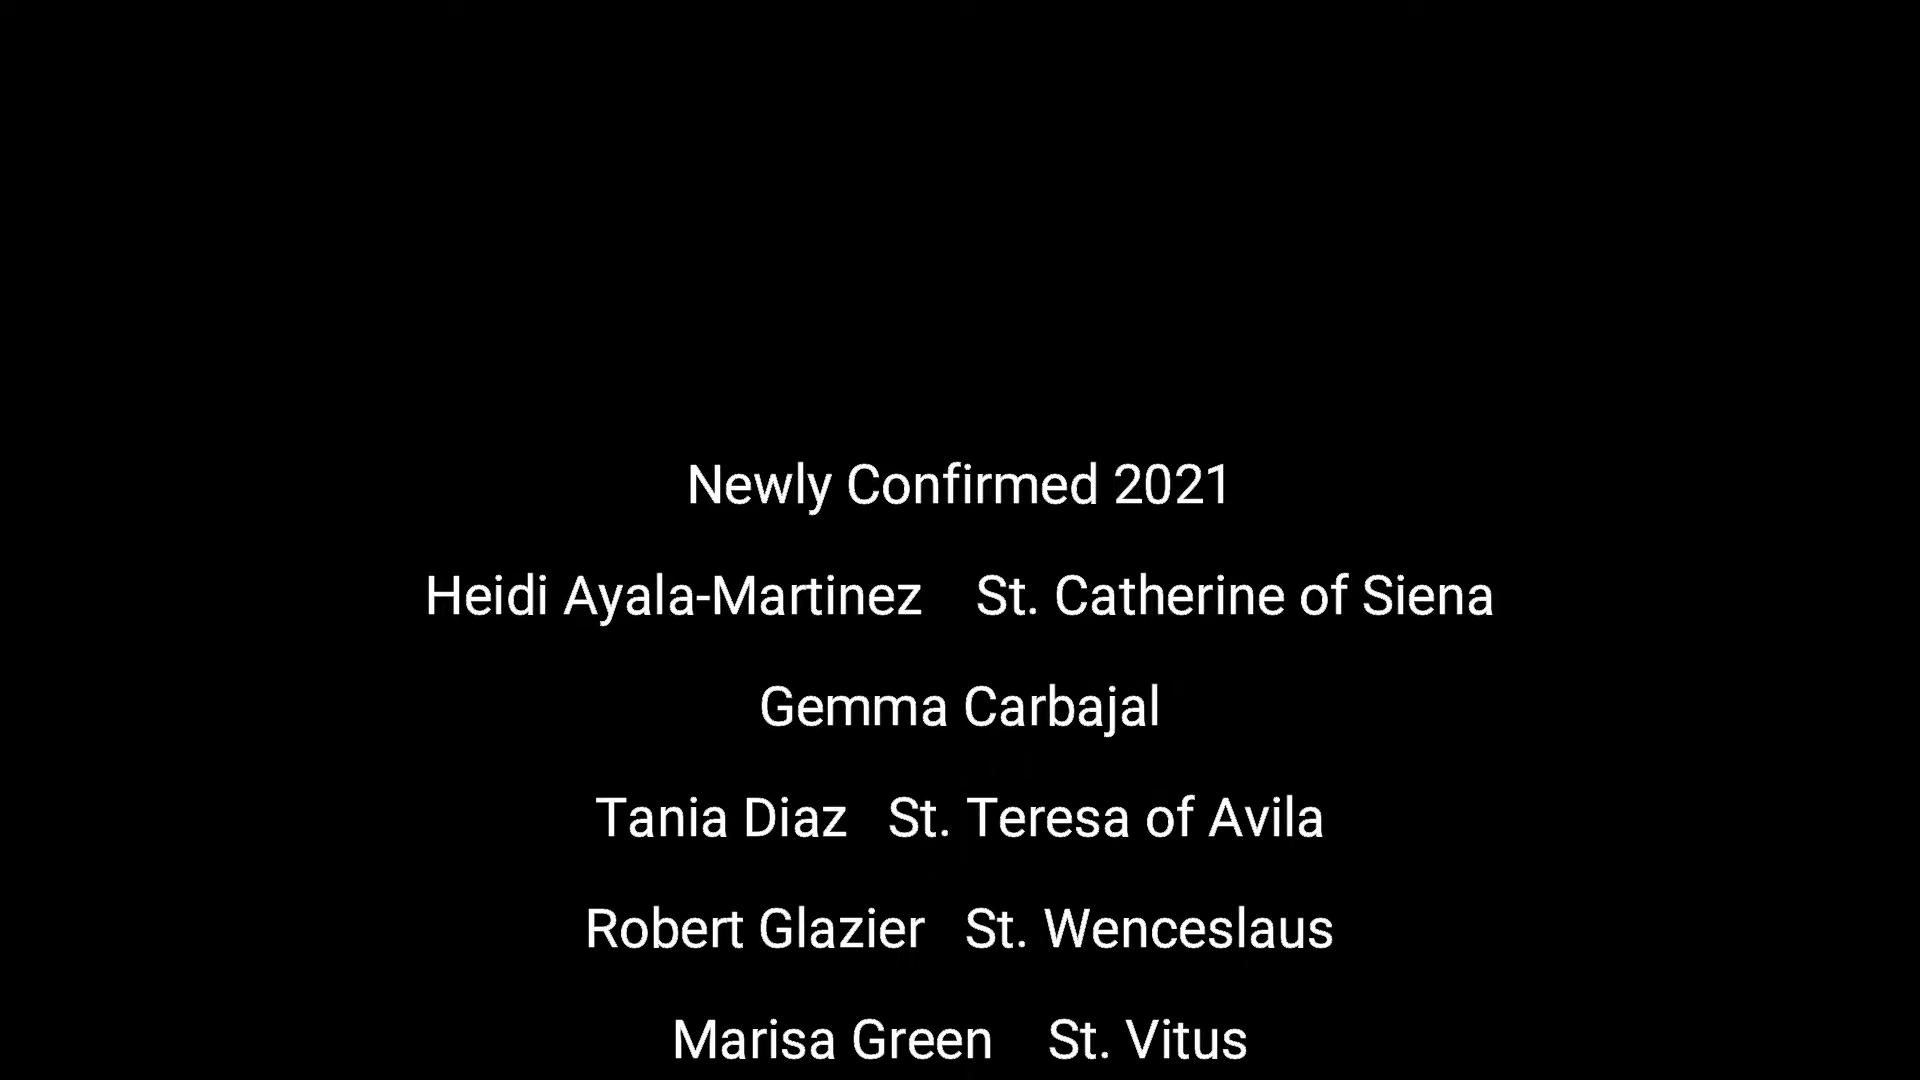 Newly Confirmed 2021
Heidi Ayala-Martinez St. Catherine of Siena
Gemma Carbajal
Tania Diaz St. Teresa of Avila
Robert Glazier St. Wenceslaus
Marisa Green St. Vitus